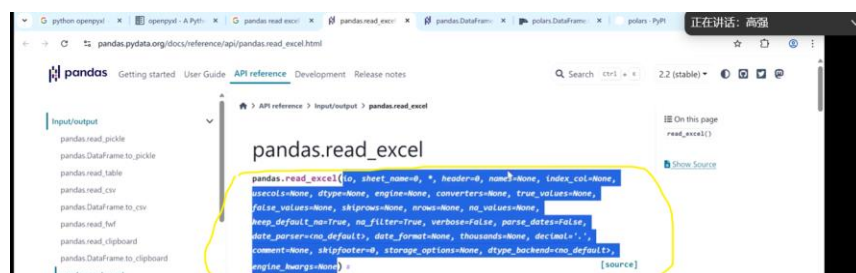 python openpyxl
openpyxl - A Pyth
pandas read excel
pandas.read_exce
pandas.DataFrame
polars.DataFrame
polars · PyPI
正在讲话: 高强
pandas.pydata.org/docs/reference/api/pandas.read_excel.html
pandas
Getting started User Guide API reference Development Release notes
Search Ctrl + K
2.2 (stable)
> API reference > Input/output > pandas.read_excel
Input/output
pandas.read_pickle
pandas.DataFrame.to_pickle
pandas.read_table
pandas.read_csv
pandas.DataFrame.to_csv
pandas.read_fwf
pandas.read_clipboard
pandas.DataFrame.to_clipboard
pandas.read_excel
pandas.read_excel(io, sheet_name=0, *, header=0, names=None, index_col=None,
usecols=None, dtype=None, engine=None, converters=None, true_values=None,
false_values=None, skiprows=None, nrows=None, na_values=None,
keep_default_na=True, na_filter=True, verbose=False, parse_dates=False,
date_parser=<no_default>, date_format=None, thousands=None, decimal='.',
comment=None, skipfooter=0, storage_options=None, dtype_backend=<no_default>,
engine_kwargs=None)
[source]
On this page
read_excel()
Show Source